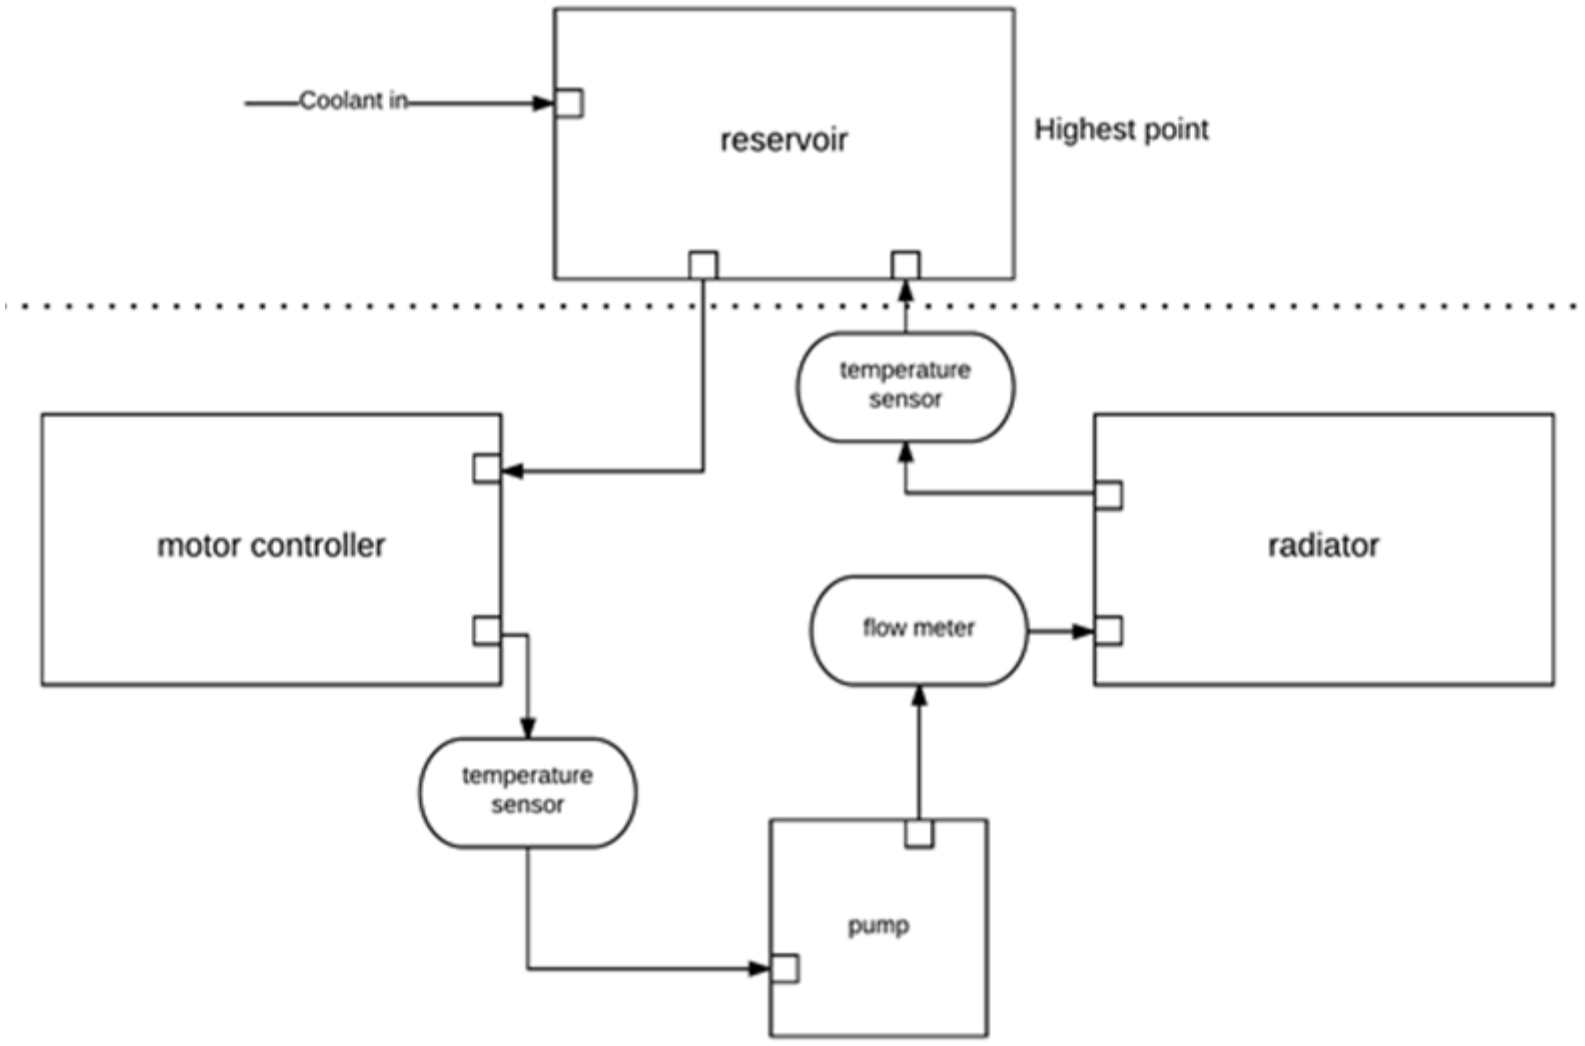 Coolant in
reservoir
Highest point
temperature
sensor
motor controller
radiator
flow meter
temperature
sensor
pump